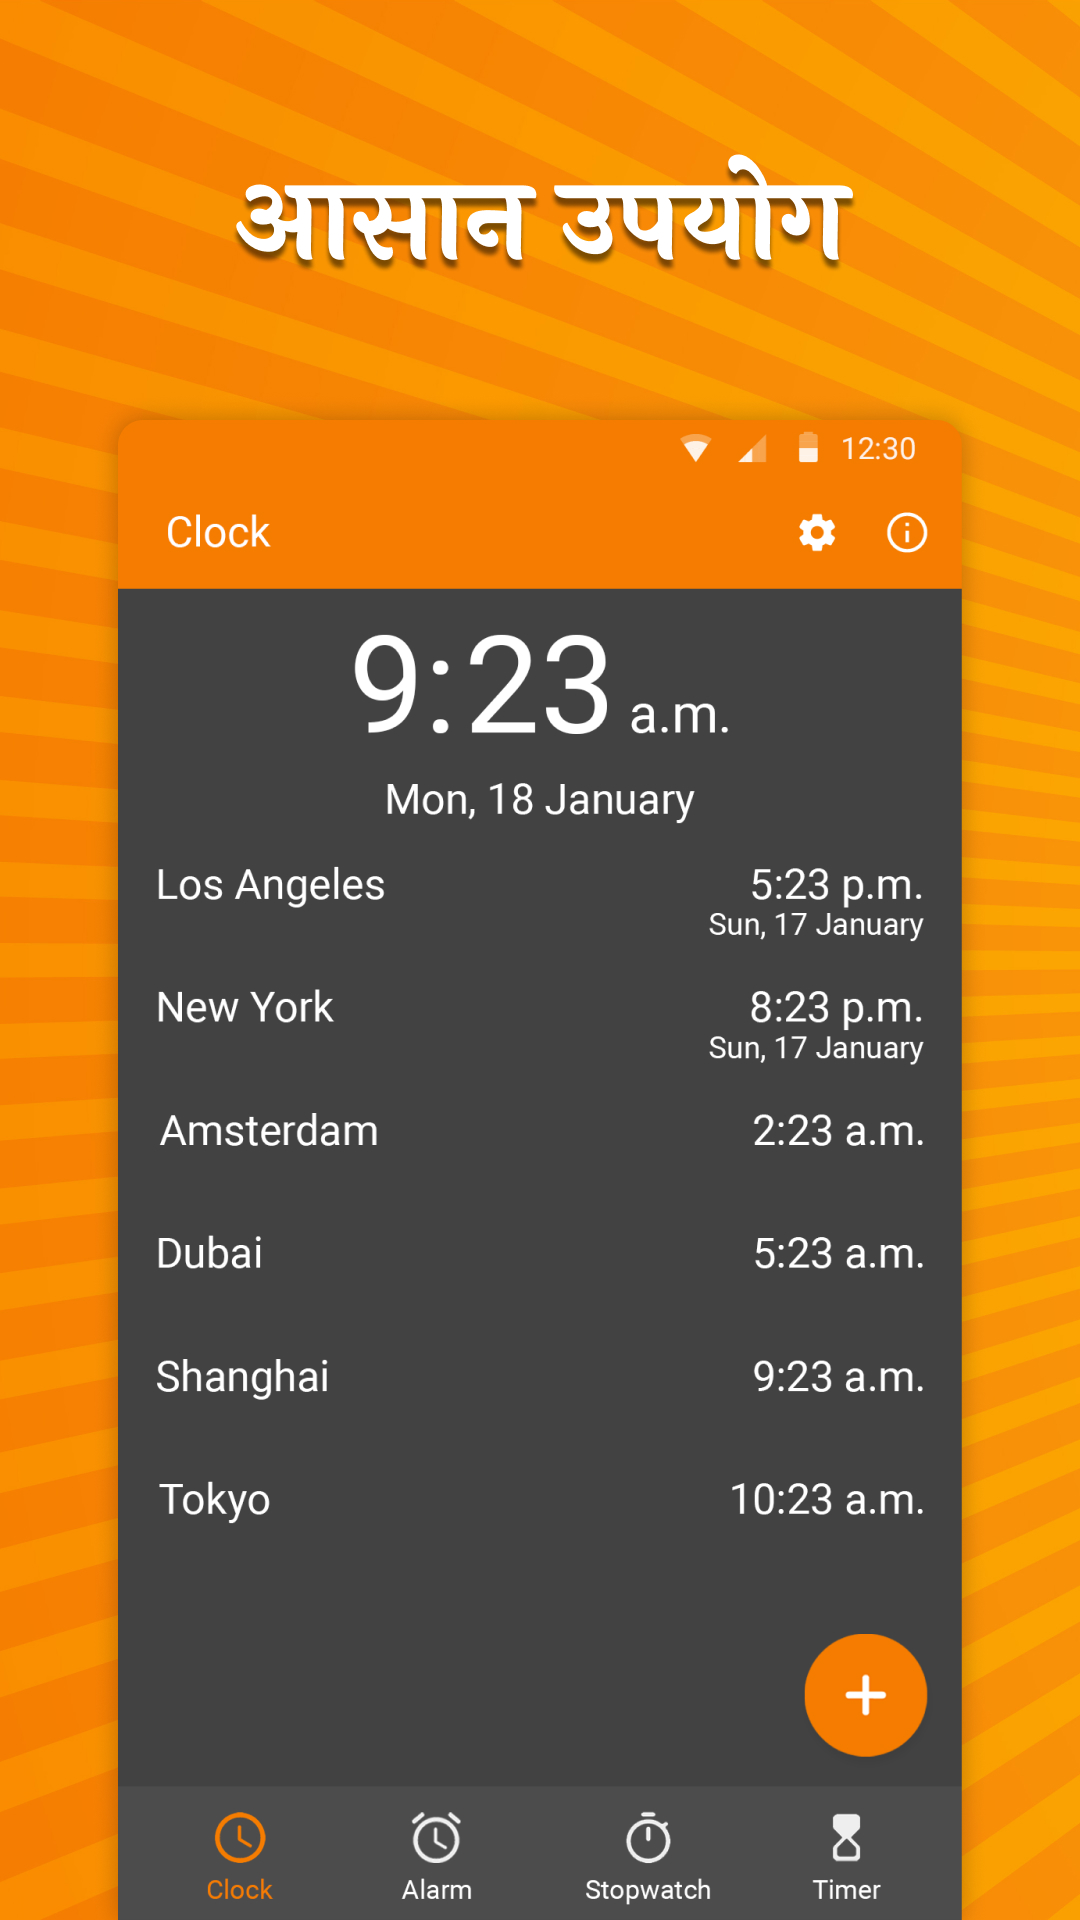 आसान उपयोग
12:30
Clock
9:23 a.m.
Mon, 18 January
Los Angeles 5:23 p.m.
Sun, 17 January
New York 8:23 p.m.
Sun, 17 January
Amsterdam 2:23 a.m.
Dubai 5:23 a.m.
Shanghai 9:23 a.m.
Tokyo 10:23 a.m.
Clock Alarm Stopwatch Timer